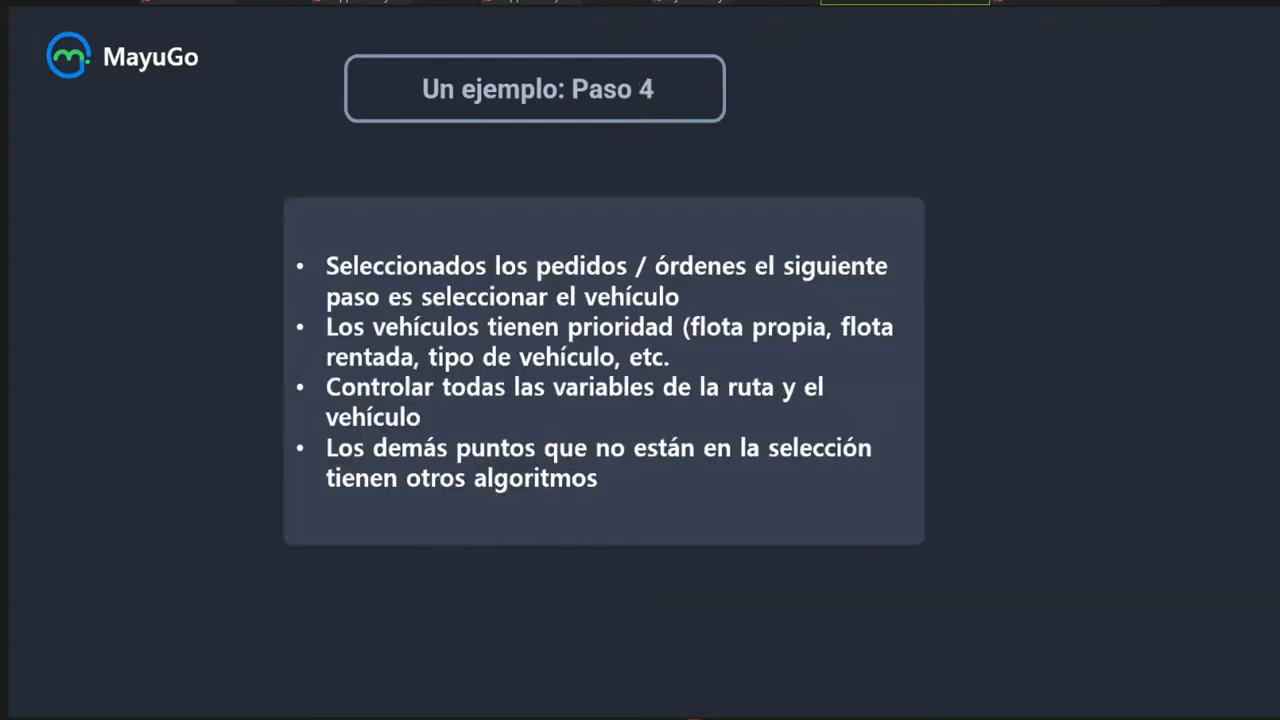 MayuGo
Un ejemplo: Paso 4
• Seleccionados los pedidos / órdenes el siguiente
paso es seleccionar el vehículo
• Los vehículos tienen prioridad (flota propia, flota
rentada, tipo de vehículo, etc.
• Controlar todas las variables de la ruta y el
vehículo
• Los demás puntos que no están en la selección
tienen otros algoritmos